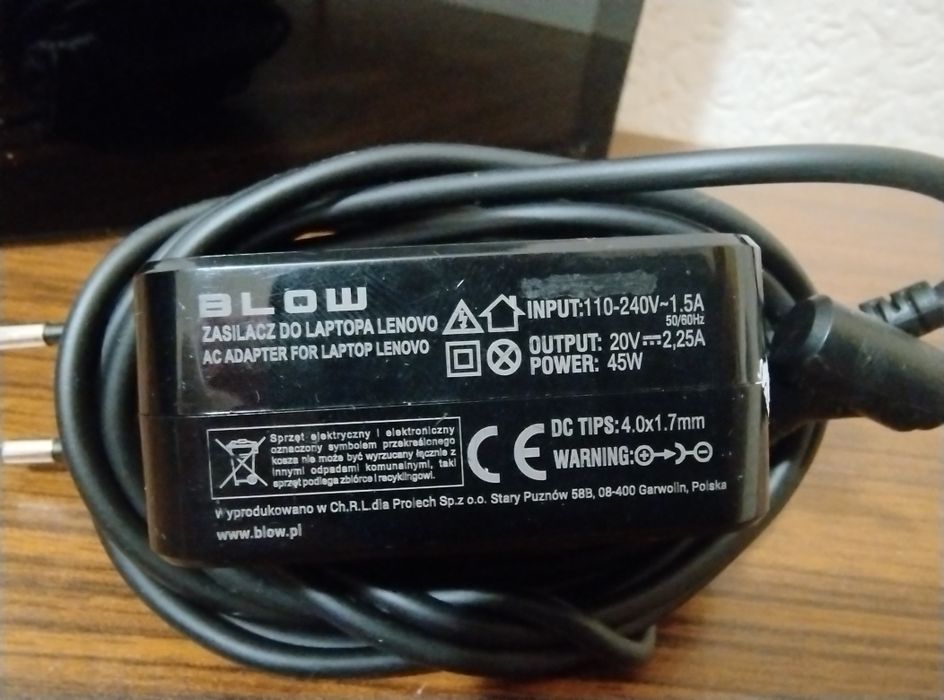 BLOW
ZASILACZ DO LAPTOPA LENOVO
AC ADAPTER FOR LAPTOP LENOVO
INPUT:110-240V~1.5A
50/60Hz
OUTPUT: 20V⎓2,25A
POWER: 45W
Sprzęt elektryczny i elektroniczny
oznaczony symbolem przekreślonego
kosza nie może być wyrzucany łącznie z
innymi odpadami komunalnymi, taki
sprzęt podlega zbiórce i recyklingowi.
CE
DC TIPS:4.0x1.7mm
WARNING:
Wyprodukowano w Ch.R.L.dla Prolech Sp.z o.o. Stary Puznów 58B, 08-400 Garwolin, Polska
www.blow.pl